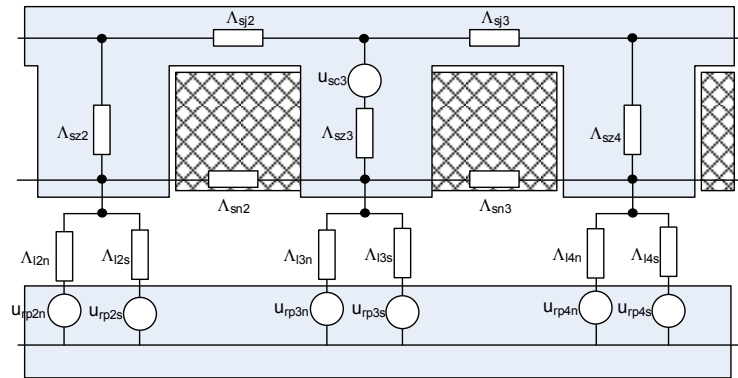 Λsj2
Λsj3
usc3
Λsz2
Λsz3
Λsz4
Λsn2
Λsn3
Λl2n
Λl2s
Λl3n
Λl3s
Λl4n
Λl4s
urp2n
urp2s
urp3n
urp3s
urp4n
urp4s